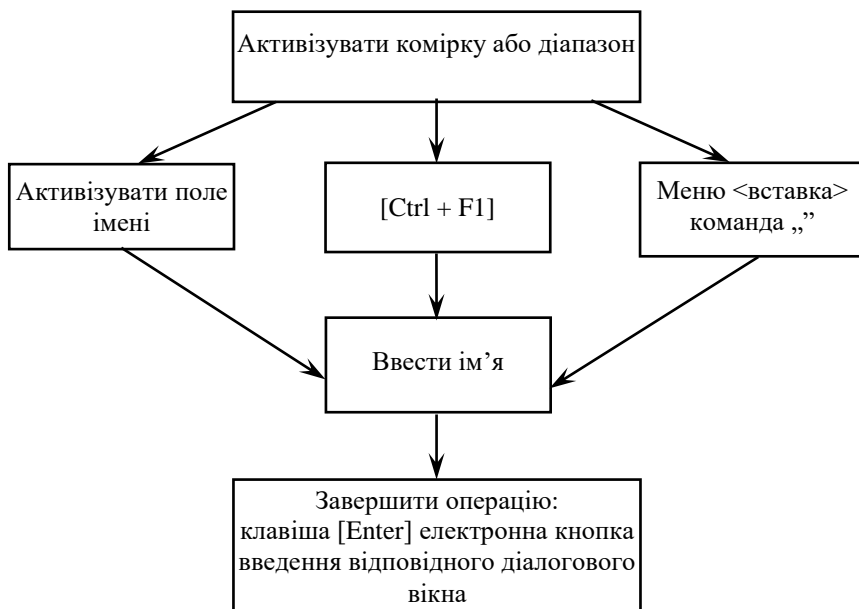 Активізувати комірку або діапазон
Активізувати поле
імені
[Ctrl + F1]
Меню <вставка>
команда „”
Ввести ім’я
Завершити операцію:
клавіша [Enter] електронна кнопка
введення відповідного діалогового
вікна